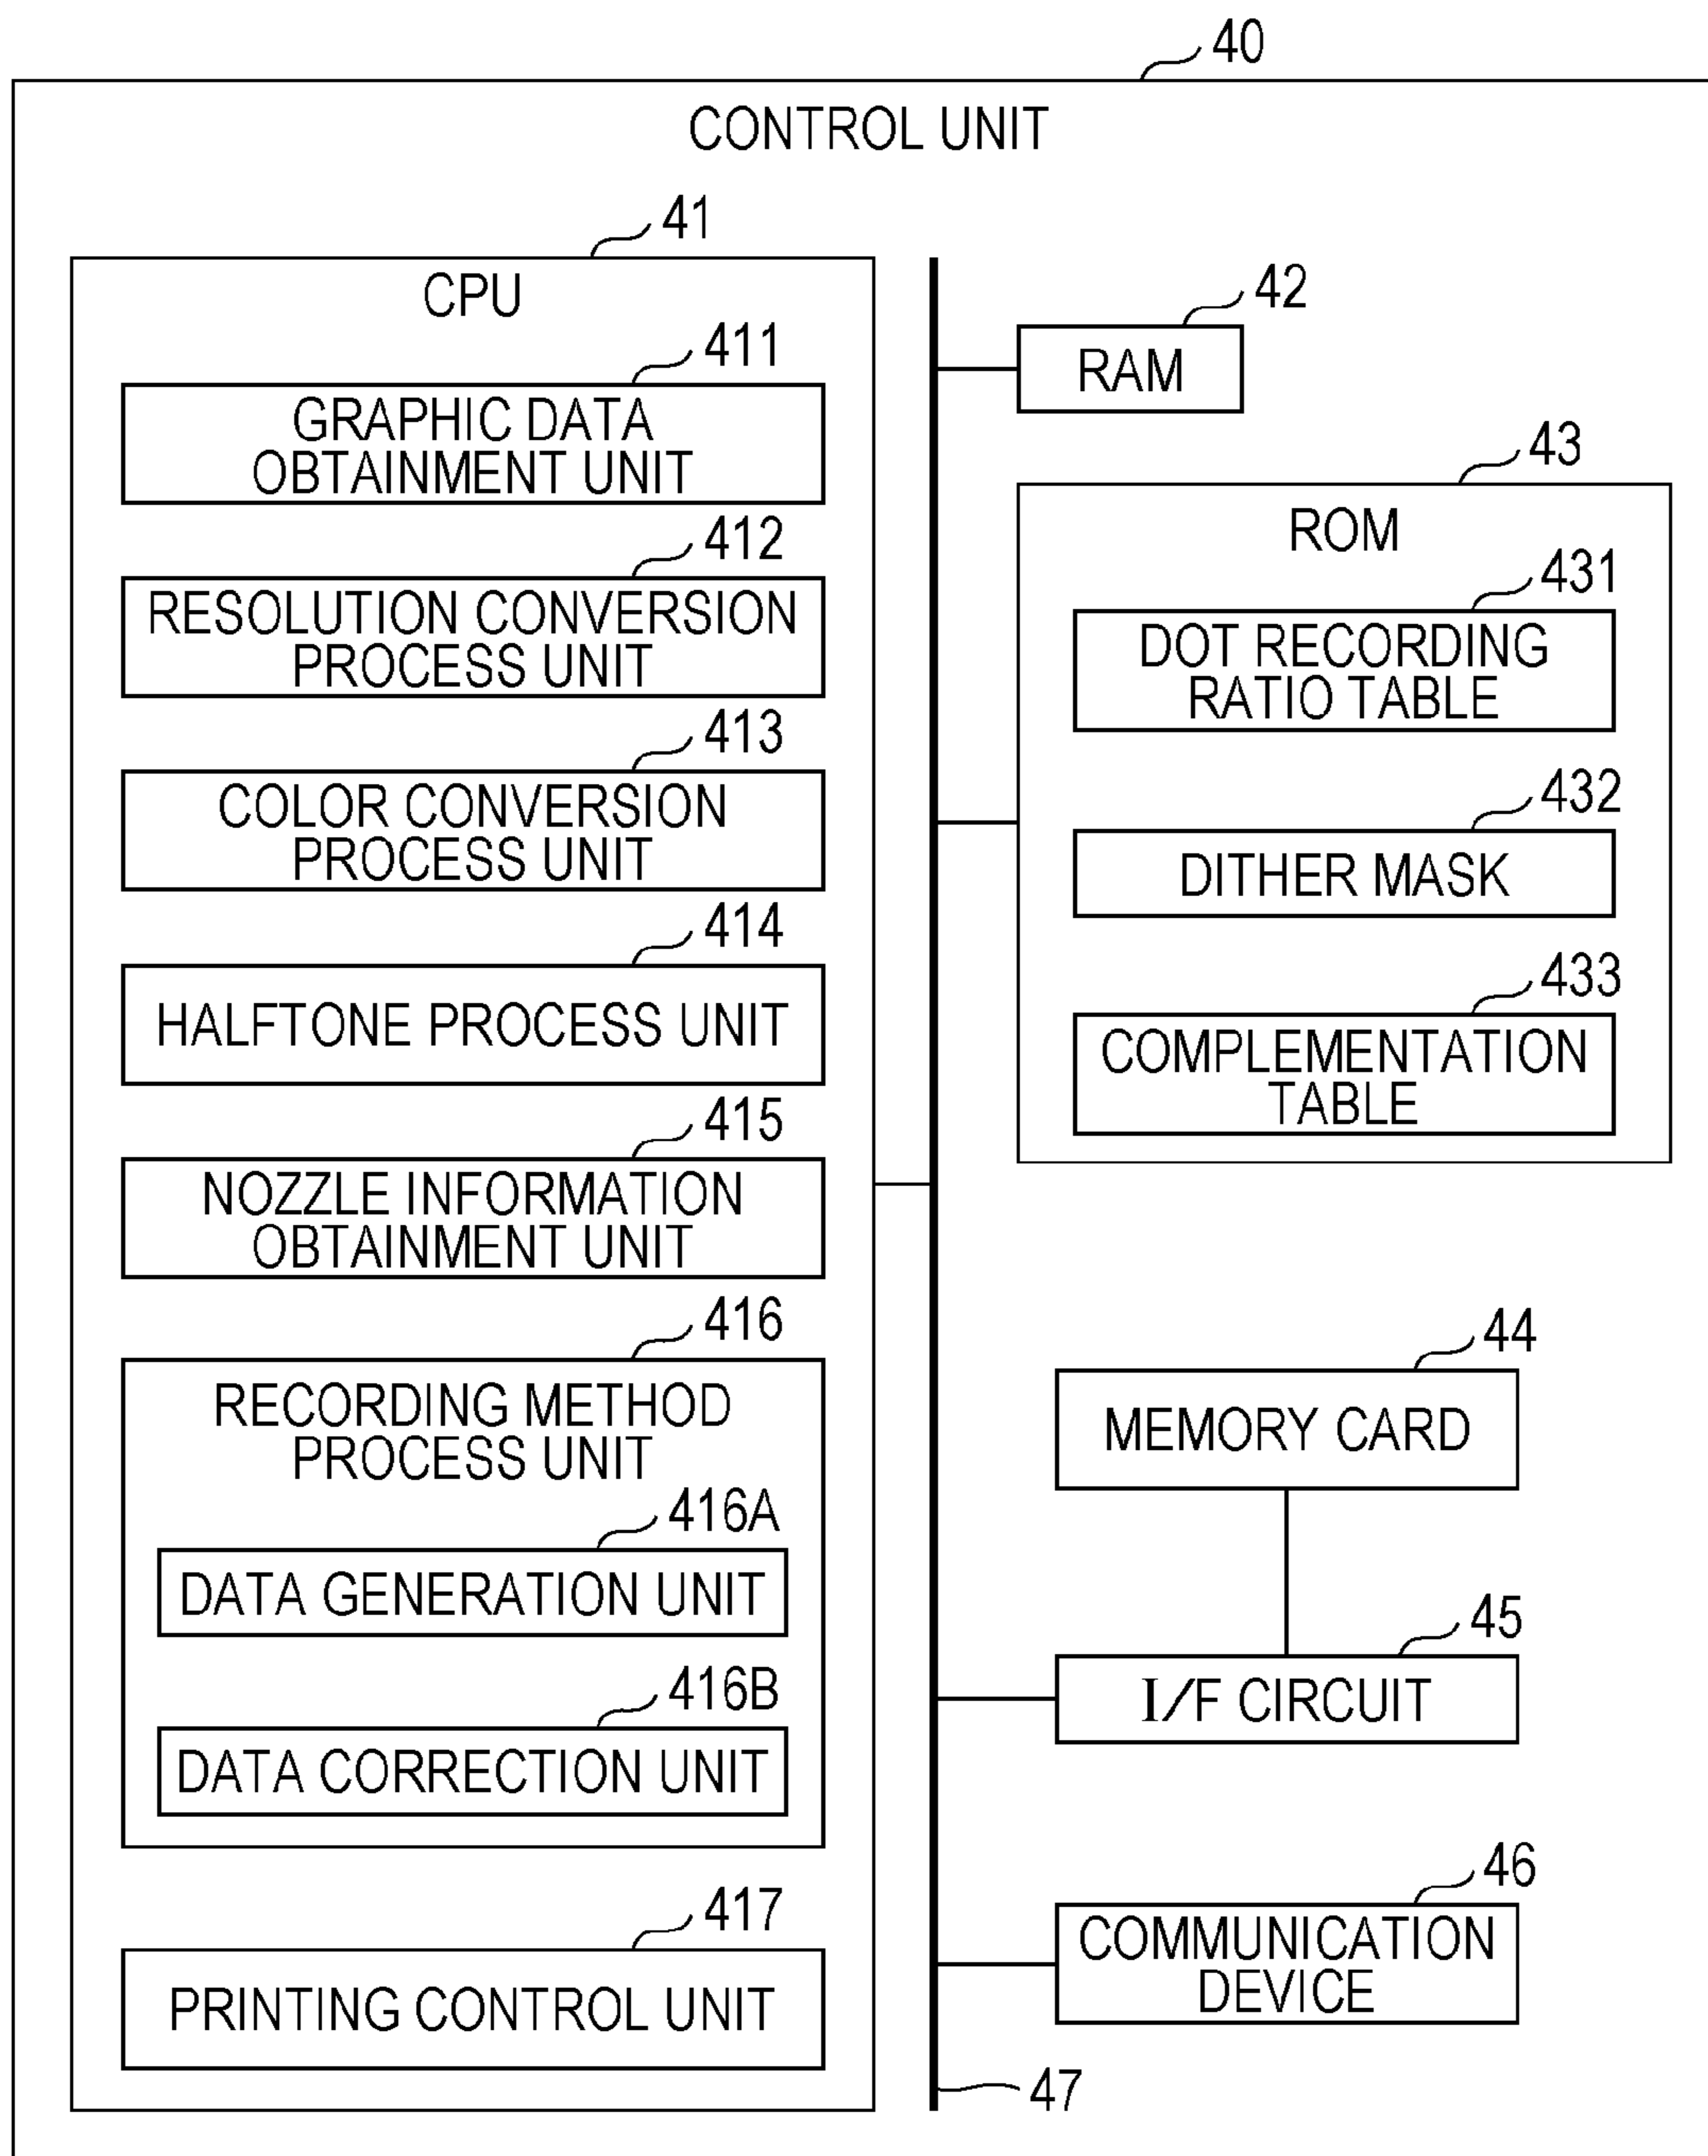 40
CONTROL UNIT
41
CPU
411
GRAPHIC DATA
OBTAINMENT UNIT
412
RESOLUTION CONVERSION
PROCESS UNIT
413
COLOR CONVERSION
PROCESS UNIT
414
HALFTONE PROCESS UNIT
415
NOZZLE INFORMATION
OBTAINMENT UNIT
416
RECORDING METHOD
PROCESS UNIT
416A
DATA GENERATION UNIT
416B
DATA CORRECTION UNIT
417
PRINTING CONTROL UNIT
42
RAM
43
ROM
431
DOT RECORDING
RATIO TABLE
432
DITHER MASK
433
COMPLEMENTATION
TABLE
44
MEMORY CARD
45
I/F CIRCUIT
46
COMMUNICATION
DEVICE
47